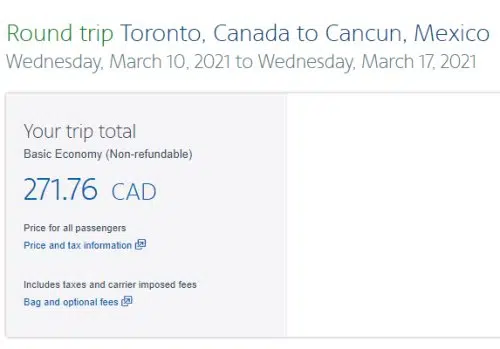 Round trip Toronto, Canada to Cancun, Mexico
Wednesday, March 10, 2021 to Wednesday, March 17, 2021
Your trip total
Basic Economy (Non-refundable)
271.76 CAD
Price for all passengers
Price and tax information
Includes taxes and carrier imposed fees
Bag and optional fees